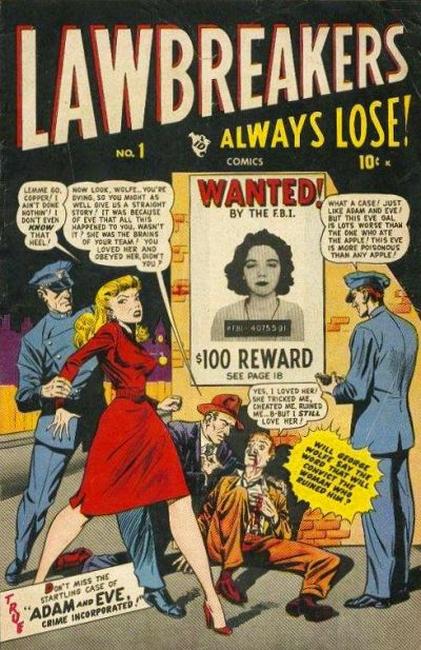 LAWBREAKERS
ALWAYS LOSE!
NO. 1
COMICS
10¢
K
LEMME GO,
COPPER! I
AIN'T DONE
NOTHIN'! I
DON'T EVEN
KNOW
THAT
HEEL!
NOW LOOK, WOLFE.. YOU'RE
DYING, SO YOU MIGHT AS
WELL GIVE US A STRAIGHT
STORY! IT WAS BECAUSE
OF EVE THAT ALL THIS
HAPPENED TO YOU, WASN'T
IT? SHE WAS THE BRAINS
OF YOUR TEAM! YOU
LOVED HER AND
OBEYED HER, DIDN'T
YOU?
WANTED!
BY THE F.B.I.
FBI-4075591
$100 REWARD
SEE PAGE 18
WHAT A CASE! JUST
LIKE ADAM AND EVE!
BUT THIS EVE GAL
IS LOTS WORSE THAN
THE ONE WHO ATE
THE APPLE! THIS EVE
IS MORE POISONOUS
THAN ANY APPLE!
YES, I LOVED HER!
SHE TRICKED ME,
CHEATED ME, RUINED
ME... B-BUT I STILL
LOVE HER!
WILL GEORGE
WOLFE SAY THE
WORD THAT WILL
CONVICT THE
WOMAN WHO
RUINED HIM?
DON'T MISS THE
STARTLING CASE OF
TRUE
"ADAM AND EVE,
CRIME INCORPORATED!"